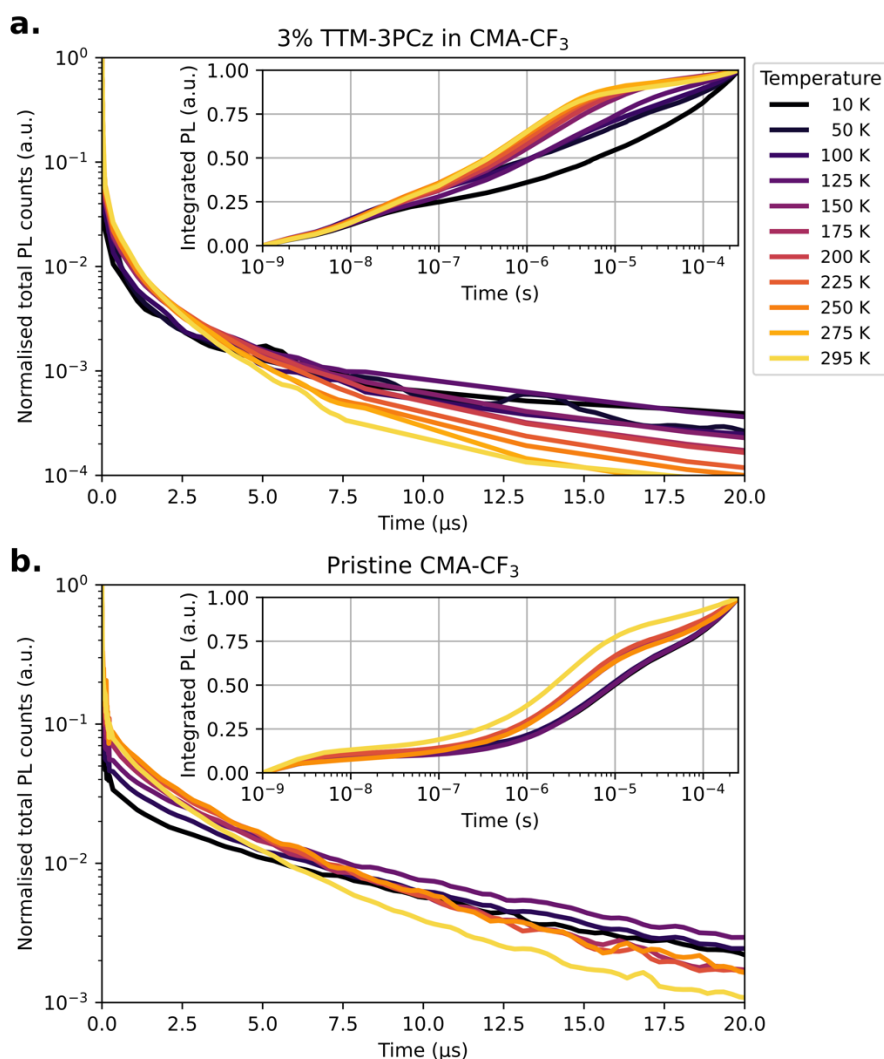 a.
3% TTM-3PCz in CMA-CF₃
Normalised total PL counts (a.u.)
10⁰
10⁻¹
10⁻²
10⁻³
10⁻⁴
Integrated PL (a.u.)
1.00
0.75
0.50
0.25
0.00
10⁻⁹ 10⁻⁸ 10⁻⁷ 10⁻⁶ 10⁻⁵ 10⁻⁴
Time (s)
0.0 2.5 5.0 7.5 10.0 12.5 15.0 17.5 20.0
Time (μs)
Temperature
10 K
50 K
100 K
125 K
150 K
175 K
200 K
225 K
250 K
275 K
295 K
b.
Pristine CMA-CF₃
Normalised total PL counts (a.u.)
10⁰
10⁻¹
10⁻²
10⁻³
Integrated PL (a.u.)
1.00
0.75
0.50
0.25
0.00
10⁻⁹ 10⁻⁸ 10⁻⁷ 10⁻⁶ 10⁻⁵ 10⁻⁴
Time (s)
0.0 2.5 5.0 7.5 10.0 12.5 15.0 17.5 20.0
Time (μs)